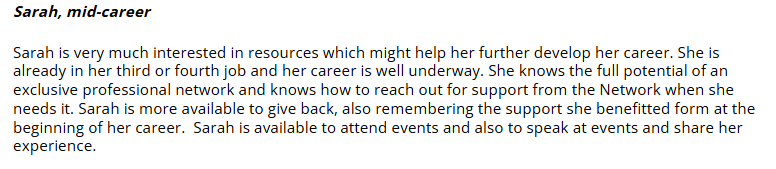 Sarah, mid-career
Sarah is very much interested in resources which might help her further develop her career. She is
already in her third or fourth job and her career is well underway. She knows the full potential of an
exclusive professional network and knows how to reach out for support from the Network when she
needs it. Sarah is more available to give back, also remembering the support she benefitted form at the
beginning of her career.  Sarah is available to attend events and also to speak at events and share her
experience.